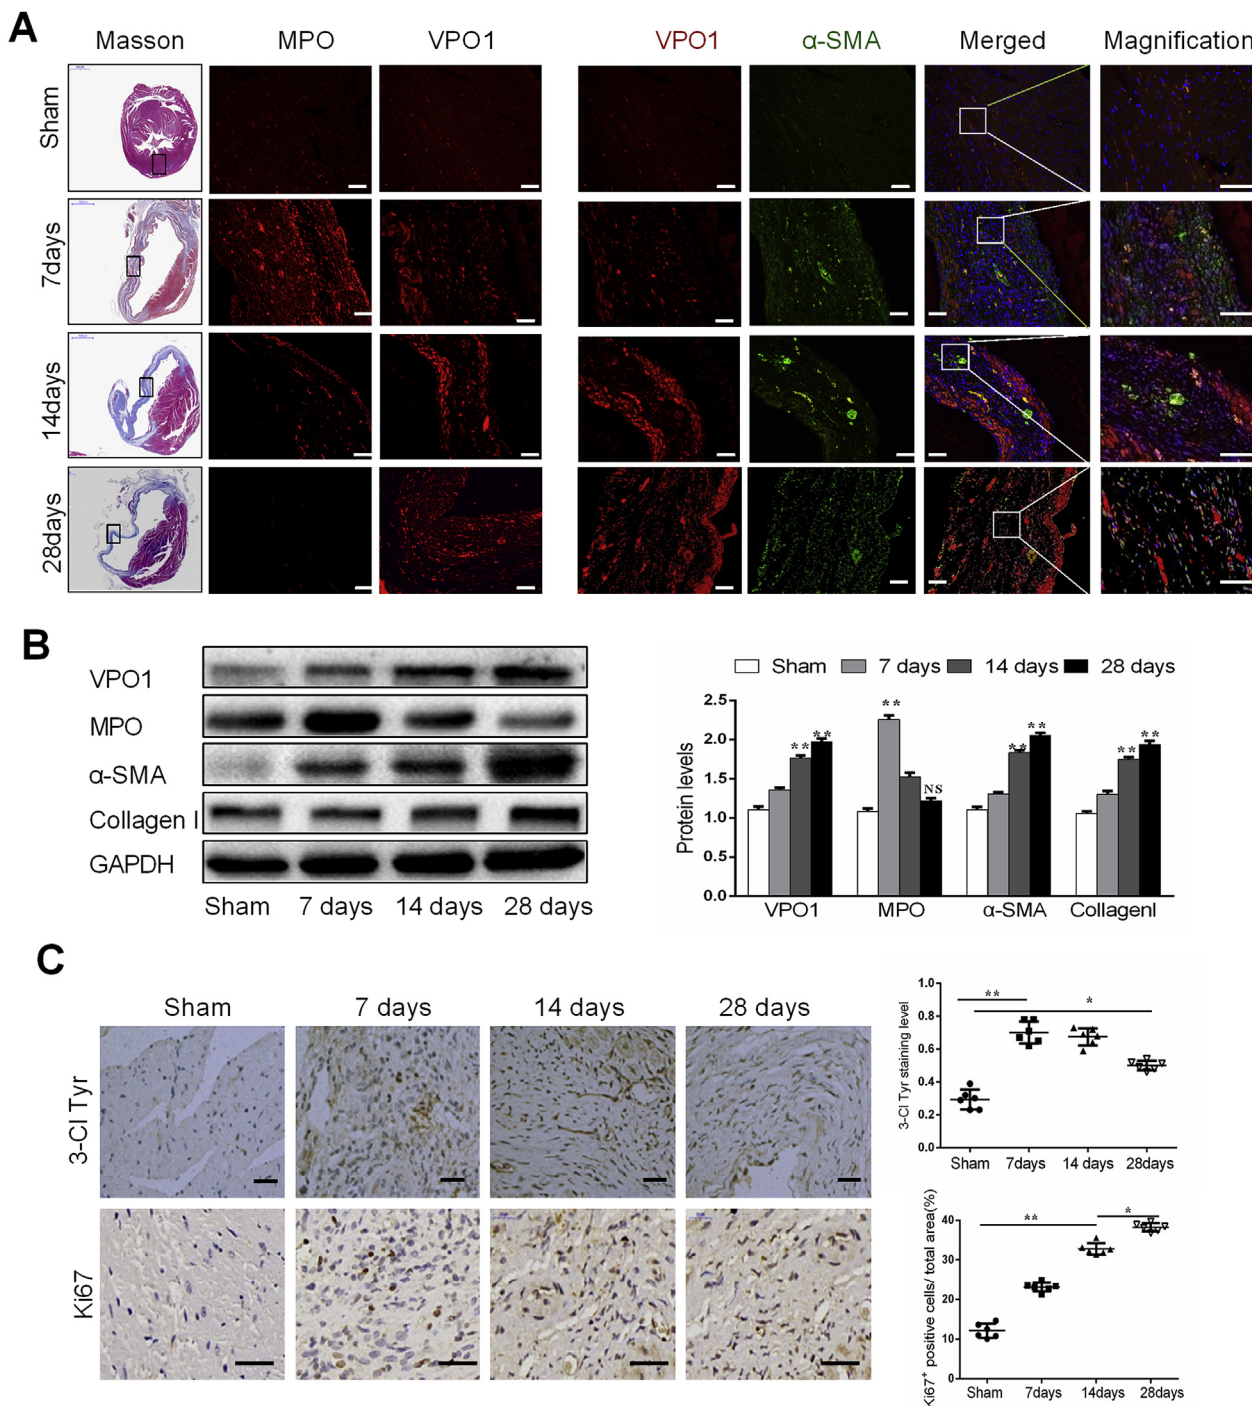 A
Masson MPO VPO1 VPO1 α-SMA Merged Magnification
Sham
7days
14days
28days
B
VPO1
MPO
α-SMA
Collagen I
GAPDH
Sham 7 days 14 days 28 days
Sham 7 days 14 days 28 days
Protein levels
2.5
2.0
1.5
1.0
0.5
0.0
** ** ** NS ** ** ** **
VPO1 MPO α-SMA CollagenI
C
Sham 7 days 14 days 28 days
3-Cl Tyr
Ki67
3-Cl Tyr staining level
1.0
0.8
0.6
0.4
0.2
0.0
** *
Sham 7days 14 days 28days
Ki67+ positive cells/ total area(%)
40
30
20
10
0
** *
Sham 7days 14days 28days